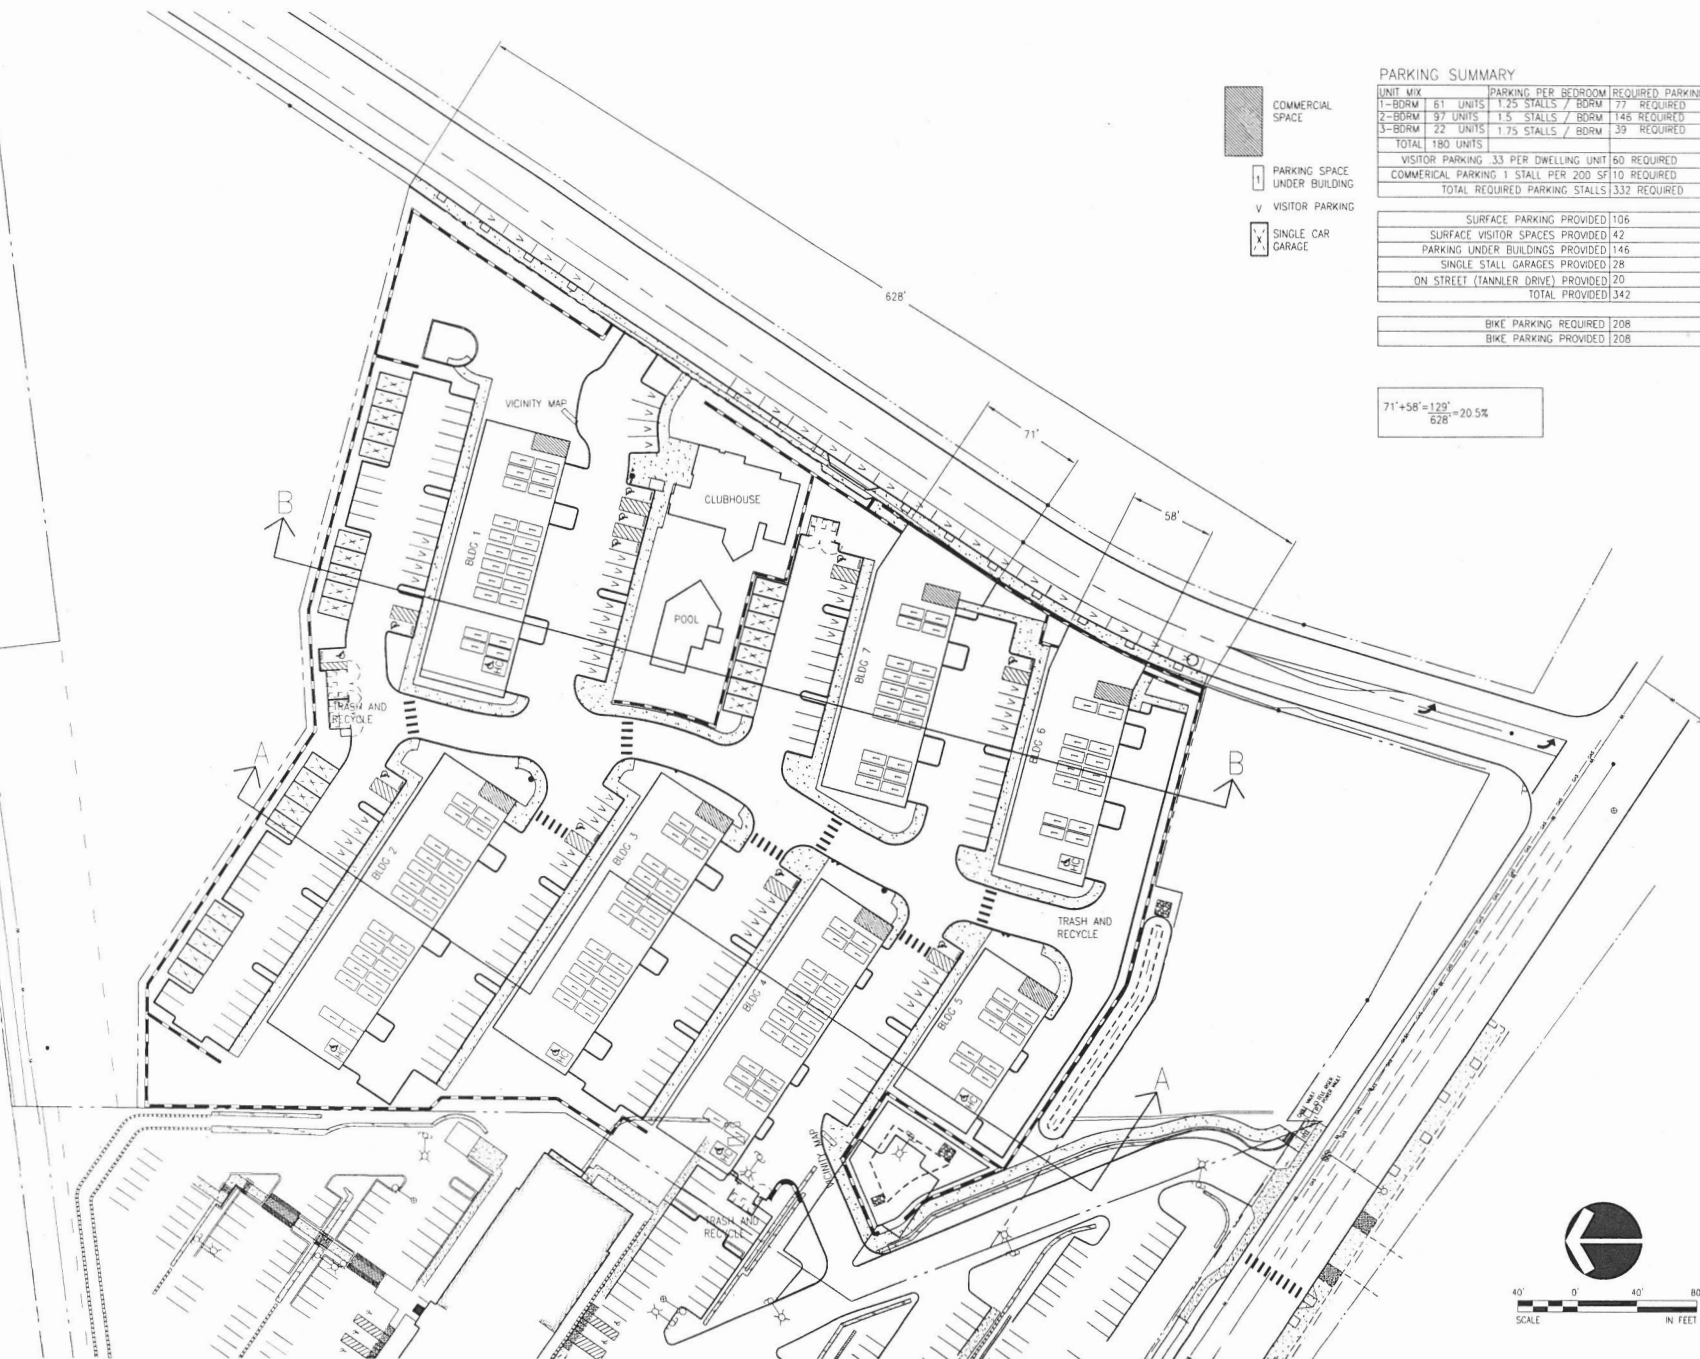 PARKING SUMMARY
UNIT MIX PARKING PER BEDROOM REQUIRED PARKING
1-BDRM 61 UNITS 1.25 STALLS / BDRM 77 REQUIRED
2-BDRM 97 UNITS 1.5 STALLS / BDRM 146 REQUIRED
3-BDRM 22 UNITS 1.75 STALLS / BDRM 39 REQUIRED
TOTAL 180 UNITS
VISITOR PARKING .33 PER DWELLING UNIT 60 REQUIRED
COMMERICAL PARKING 1 STALL PER 200 SF 10 REQUIRED
TOTAL REQUIRED PARKING STALLS 332 REQUIRED
SURFACE PARKING PROVIDED 106
SURFACE VISITOR SPACES PROVIDED 42
PARKING UNDER BUILDINGS PROVIDED 146
SINGLE STALL GARAGES PROVIDED 28
ON STREET (TANNLER DRIVE) PROVIDED 20
TOTAL PROVIDED 342
BIKE PARKING REQUIRED 208
BIKE PARKING PROVIDED 208
71'+58'=129'
628'
=20.5%
COMMERCIAL
SPACE
1 PARKING SPACE
UNDER BUILDING
V VISITOR PARKING
X SINGLE CAR
GARAGE
628'
71'
58'
VICINITY MAP
CLUBHOUSE
POOL
BLDG 1
BLDG 7
BLDG 6
BLDG 2
BLDG 3
BLDG 4
BLDG 5
B
B
A
A
TRASH AND
RECYCLE
TRASH AND
RECYCLE
TRASH AND
RECYCLE
VICINITY MAP
40' 0' 40' 80
SCALE IN FEET